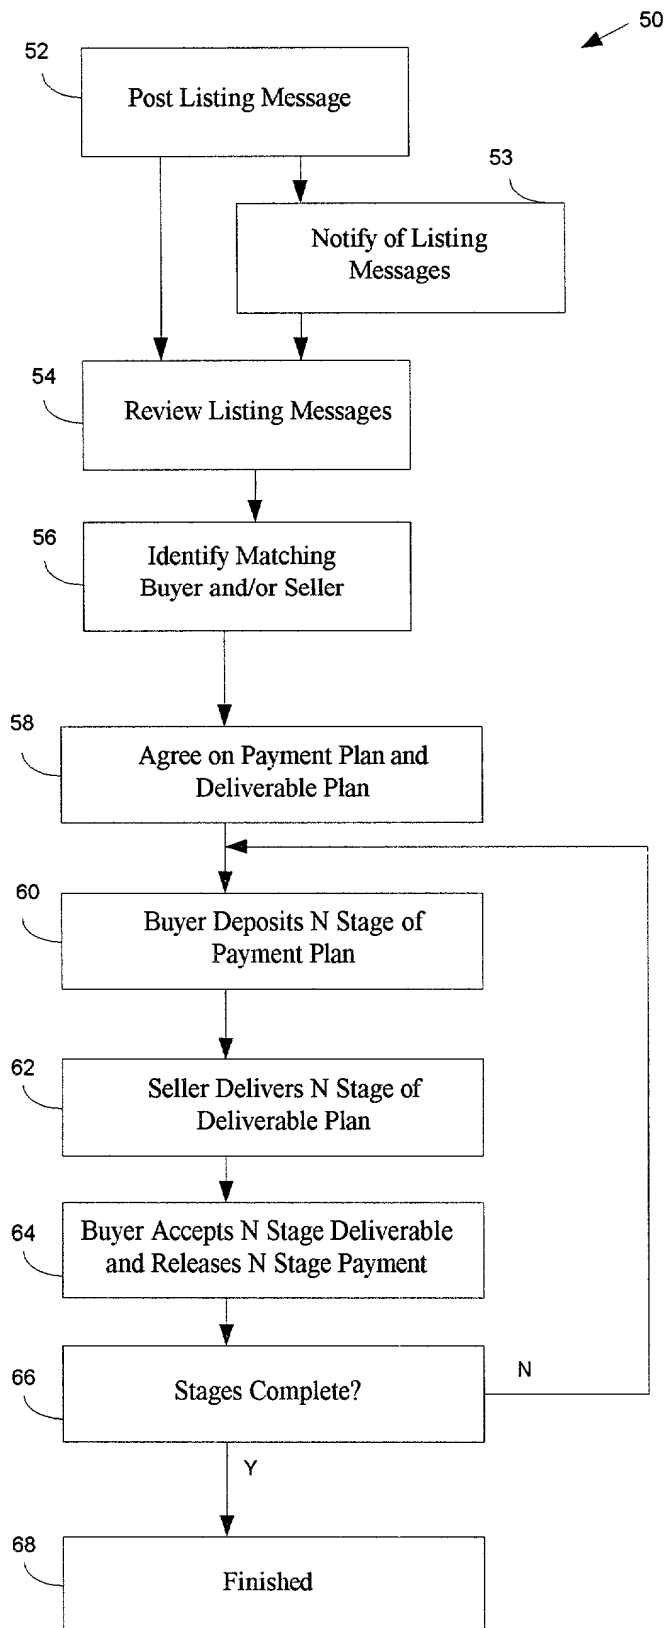 50
52
Post Listing Message
53
Notify of Listing
Messages
54
Review Listing Messages
56
Identify Matching
Buyer and/or Seller
58
Agree on Payment Plan and
Deliverable Plan
60
Buyer Deposits N Stage of
Payment Plan
62
Seller Delivers N Stage of
Deliverable Plan
64
Buyer Accepts N Stage Deliverable
and Releases N Stage Payment
66
Stages Complete?
N
Y
68
Finished